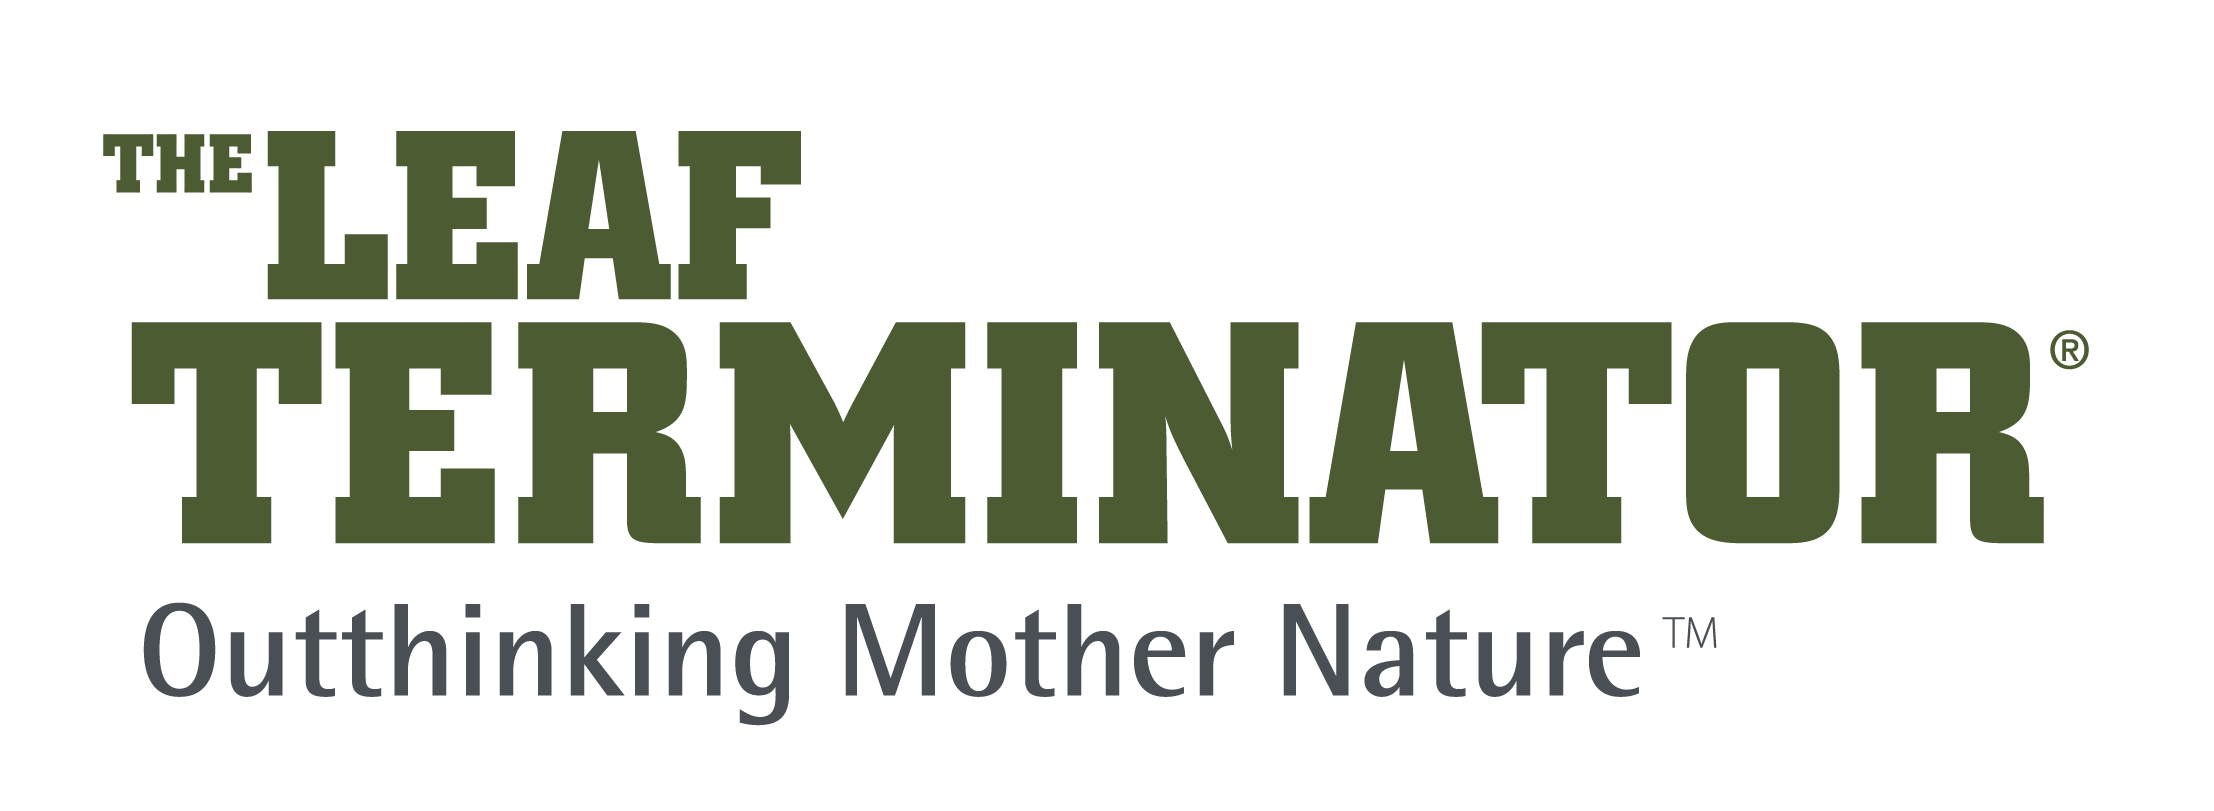 THE LEAF
TERMINATOR®
Outthinking Mother Nature™